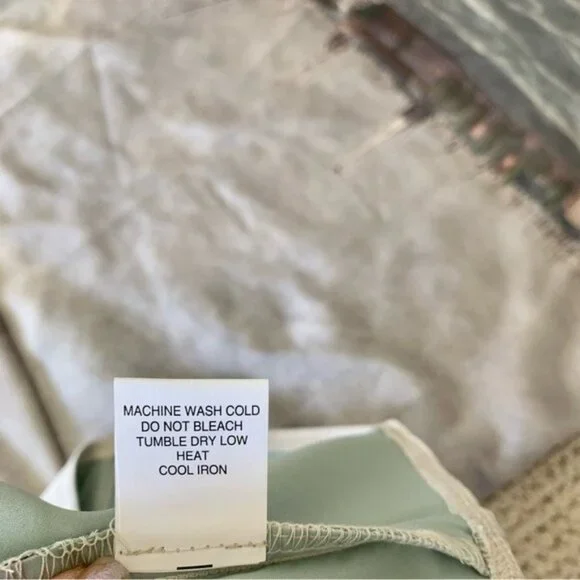 MACHINE WASH COLD
DO NOT BLEACH
TUMBLE DRY LOW
HEAT
COOL IRON